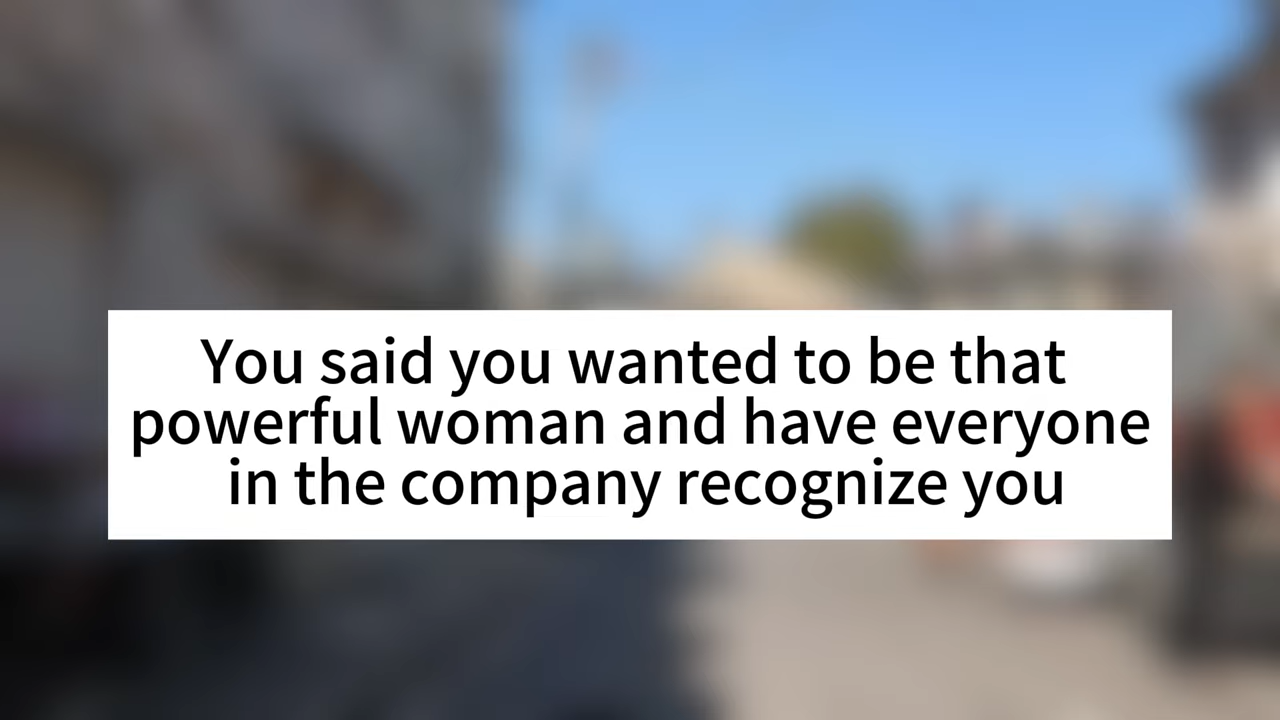 You said you wanted to be that
powerful woman and have everyone
in the company recognize you